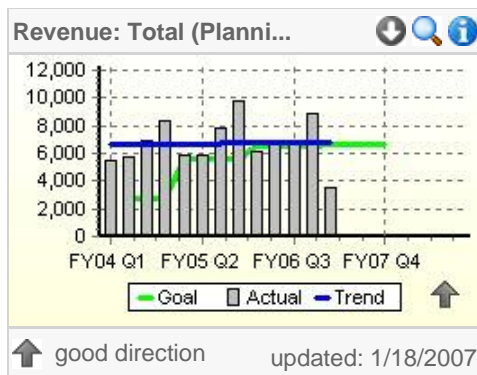 Revenue: Total (Planni...
12,000
10,000
8,000
6,000
4,000
2,000
0
FY04 Q1 FY05 Q2 FY06 Q3 FY07 Q4
Goal Actual Trend
good direction updated: 1/18/2007